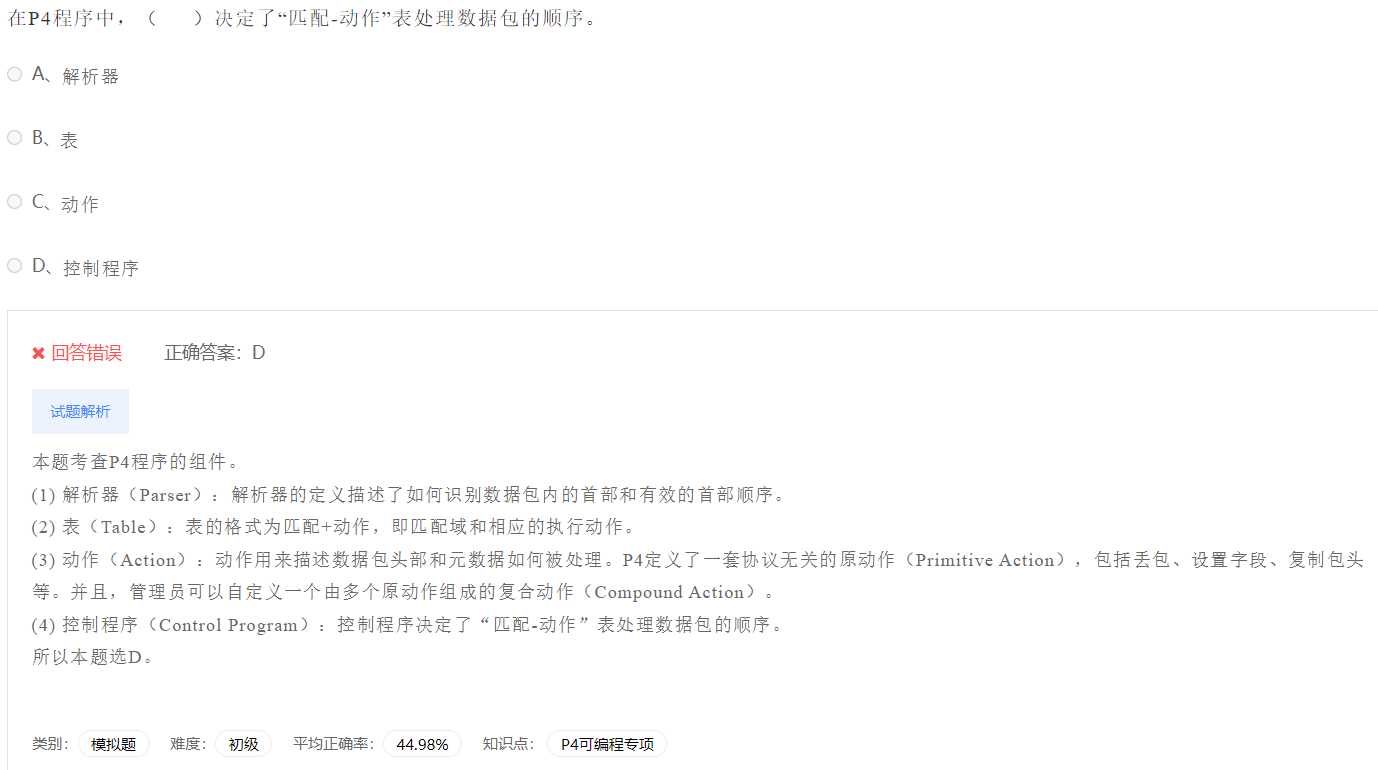 在P4程序中，（ ）决定了“匹配-动作”表处理数据包的顺序。
A、解析器
B、表
C、动作
D、控制程序
回答错误 正确答案：D
试题解析
本题考查P4程序的组件。
(1) 解析器（Parser）：解析器的定义描述了如何识别数据包内的首部和有效的首部顺序。
(2) 表（Table）：表的格式为匹配+动作，即匹配域和相应的执行动作。
(3) 动作（Action）：动作用来描述数据包头部和元数据如何被处理。P4定义了一套协议无关的原动作（Primitive Action），包括丢包、设置字段、复制包头
等。并且，管理员可以自定义一个由多个原动作组成的复合动作（Compound Action）。
(4) 控制程序（Control Program）：控制程序决定了“匹配-动作”表处理数据包的顺序。
所以本题选D。
类别： 模拟题 难度： 初级 平均正确率： 44.98% 知识点： P4可编程专项